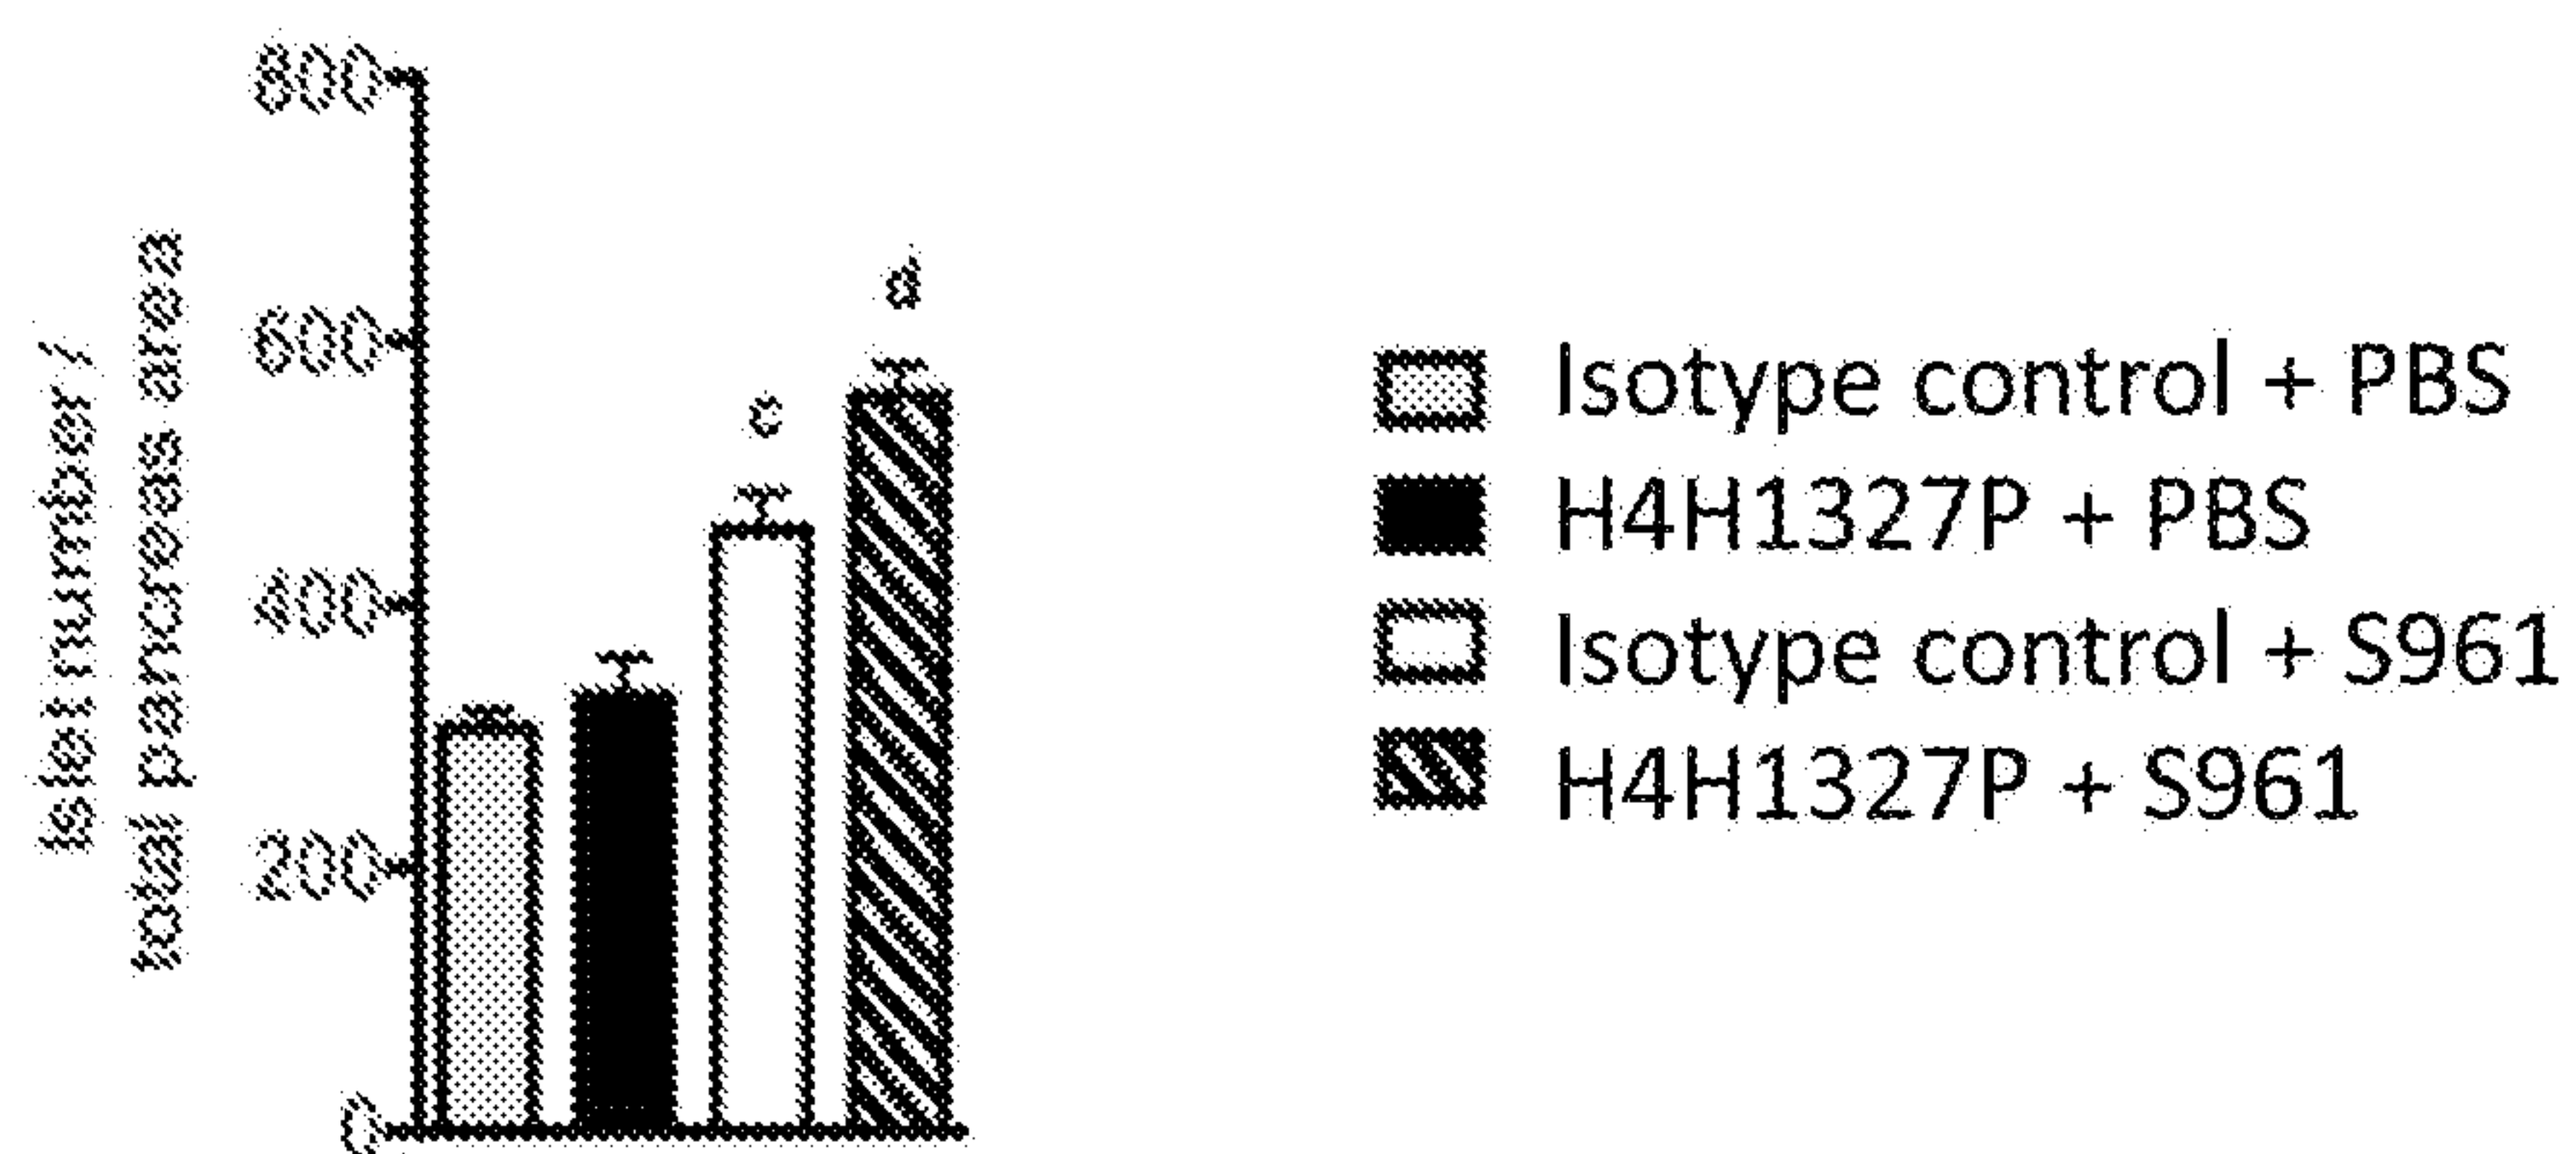 Islet number /
total pancreas area
800
600
400
200
0
c
d
Isotype control + PBS
H4H1327P + PBS
Isotype control + S961
H4H1327P + S961